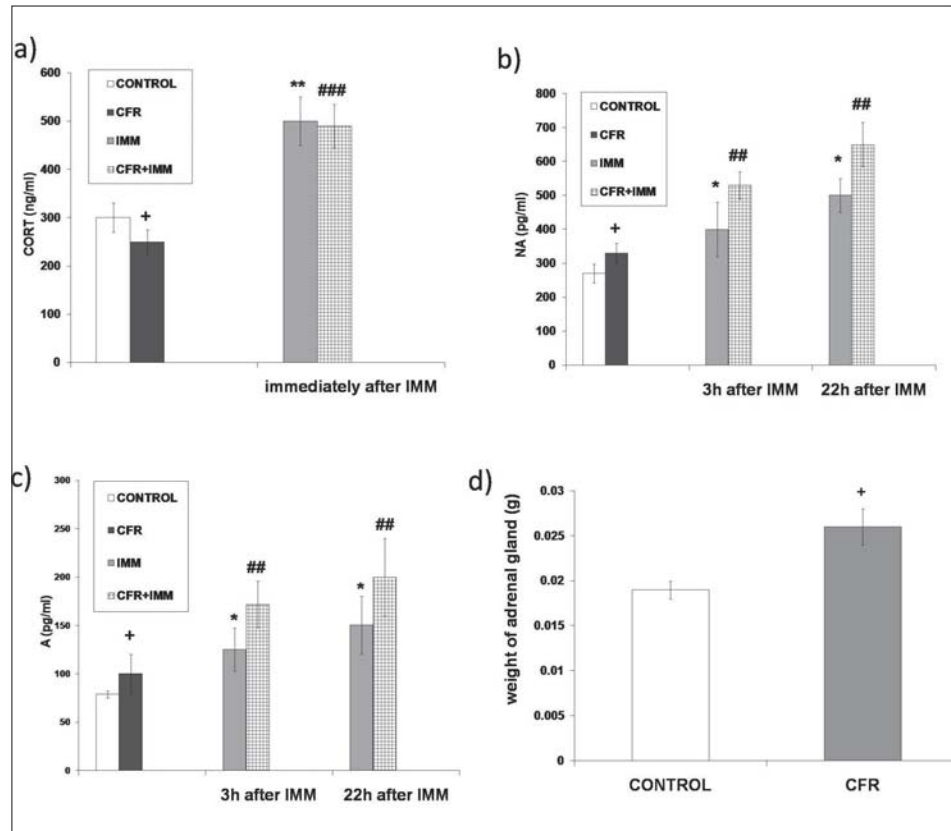 a)
600
500
400
300
200
100
0
CORT (ng/ml)
CONTROL
CFR
IMM
CFR+IMM
+
**
###
immediately after IMM
b)
800
700
600
500
400
300
200
100
0
NA (pg/ml)
CONTROL
CFR
IMM
CFR+IMM
+
*
##
*
##
3h after IMM
22h after IMM
c)
300
250
200
150
100
50
0
A (pg/ml)
CONTROL
CFR
IMM
CFR+IMM
+
*
##
*
##
3h after IMM
22h after IMM
d)
0.03
0.025
0.02
0.015
0.01
0.005
0
weight of adrenal gland (g)
+
CONTROL
CFR